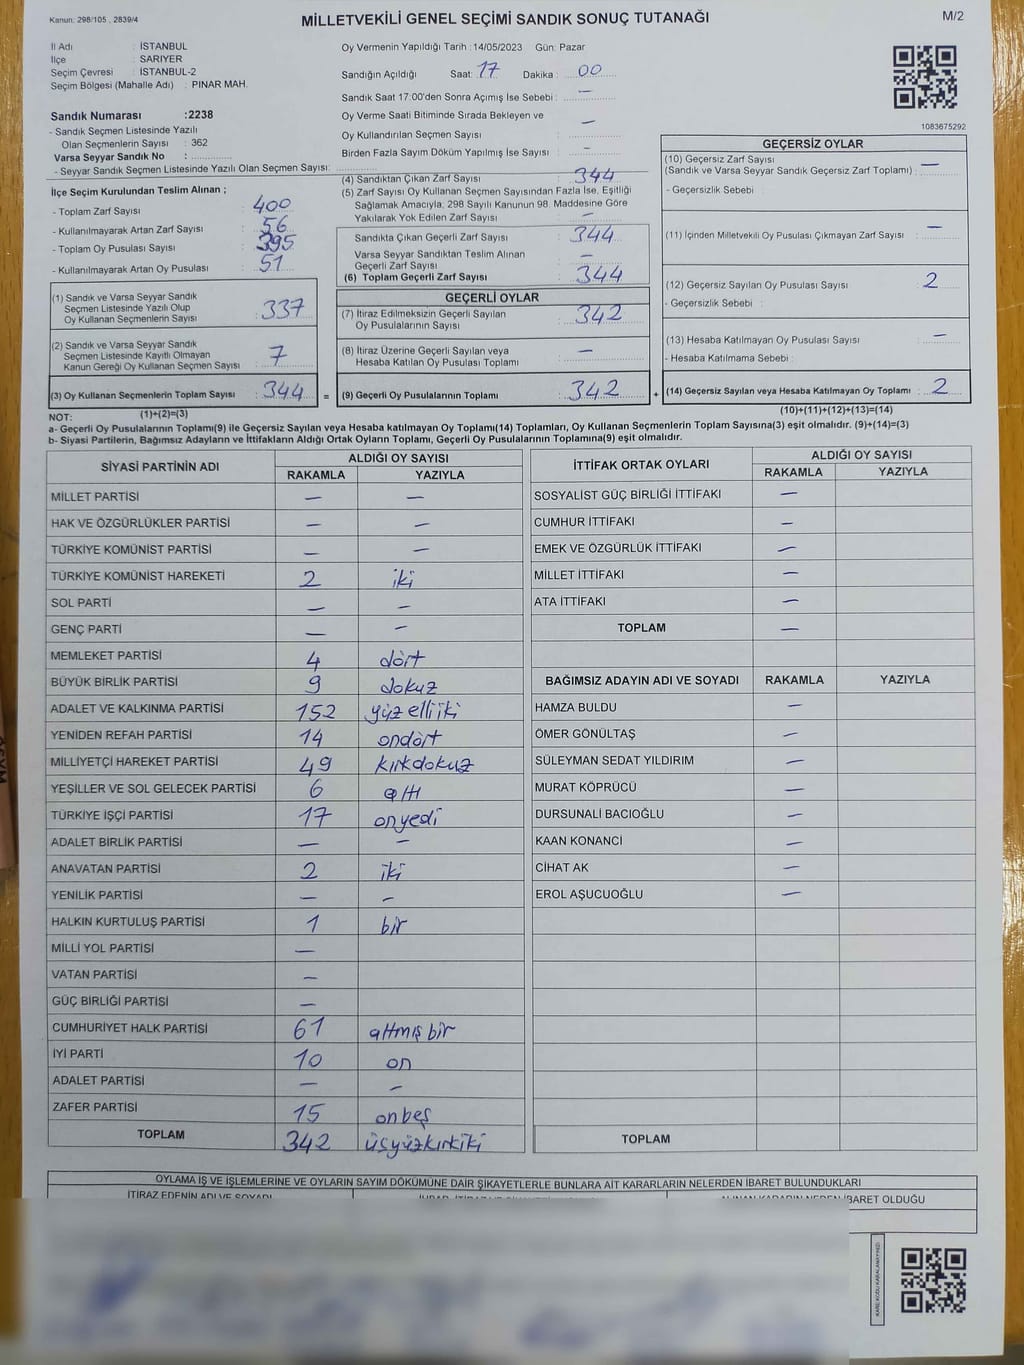 Kanun: 298/105 , 2839/4
MİLLETVEKİLİ GENEL SEÇİMİ SANDIK SONUÇ TUTANAĞI
M/2
İl Adı : İSTANBUL
İlçe : SARIYER
Seçim Çevresi : İSTANBUL-2
Seçim Bölgesi (Mahalle Adı) : PINAR MAH.
Sandık Numarası :2238
- Sandık Seçmen Listesinde Yazılı
Olan Seçmenlerin Sayısı : 362
Varsa Seyyar Sandık No :
- Seyyar Sandık Seçmen Listesinde Yazılı Olan Seçmen Sayısı:
Oy Vermenin Yapıldığı Tarih : 14/05/2023 Gün: Pazar
Sandığın Açıldığı Saat: 17 Dakika : 00
Sandık Saat 17:00'den Sonra Açımış İse Sebebi : —
Oy Verme Saati Bitiminde Sırada Bekleyen ve
Oy Kullandırılan Seçmen Sayısı : —
Birden Fazla Sayım Döküm Yapılmış İse Sayısı : -
1083675292
İlçe Seçim Kurulundan Teslim Alınan ;
- Toplam Zarf Sayısı : 400
- Kullanılmayarak Artan Zarf Sayısı : 56
- Toplam Oy Pusulası Sayısı : 395
- Kullanılmayarak Artan Oy Pusulası : 51
(1) Sandık ve Varsa Seyyar Sandık
Seçmen Listesinde Yazılı Olup
Oy Kullanan Seçmenlerin Sayısı : 337
(2) Sandık ve Varsa Seyyar Sandık
Seçmen Listesinde Kayıtlı Olmayan
Kanun Gereği Oy Kullanan Seçmen Sayısı : 7
(3) Oy Kullanan Seçmenlerin Toplam Sayısı : 344 =
(1)+(2)=(3)
(4) Sandıktan Çıkan Zarf Sayısı : 344
(5) Zarf Sayısı Oy Kullanan Seçmen Sayısından Fazla İse, Eşitliği
Sağlamak Amacıyla, 298 Sayılı Kanunun 98. Maddesine Göre
Yakılarak Yok Edilen Zarf Sayısı : —
Sandıkta Çıkan Geçerli Zarf Sayısı : 344
Varsa Seyyar Sandıktan Teslim Alınan
Geçerli Zarf Sayısı : —
(6) Toplam Geçerli Zarf Sayısı : 344
GEÇERLİ OYLAR
(7) İtiraz Edilmeksizin Geçerli Sayılan
Oy Pusulalarının Sayısı : 342
(8) İtiraz Üzerine Geçerli Sayılan veya
Hesaba Katılan Oy Pusulası Toplamı : —
(9) Geçerli Oy Pusulalarının Toplamı : 342 +
GEÇERSİZ OYLAR
(10) Geçersiz Zarf Sayısı
(Sandık ve Varsa Seyyar Sandık Geçersiz Zarf Toplamı) : —
- Geçersizlik Sebebi :
(11) İçinden Milletvekili Oy Pusulası Çıkmayan Zarf Sayısı : —
(12) Geçersiz Sayılan Oy Pusulası Sayısı : 2
- Geçersizlik Sebebi :
(13) Hesaba Katılmayan Oy Pusulası Sayısı : —
- Hesaba Katılmama Sebebi :
(14) Geçersiz Sayılan veya Hesaba Katılmayan Oy Toplamı : 2
(10)+(11)+(12)+(13)=(14)
NOT:
a- Geçerli Oy Pusulasının Toplamı(9) ile Geçersiz Sayılan veya Hesaba katılmayan Oy Toplamı(14) Toplamları, Oy Kullanan Seçmenlerin Toplam Sayısına(3) eşit olmalıdır. (9)+(14)=(3)
b- Siyasi Partilerin, Bağımsız Adayların ve İttifakların Aldığı Ortak Oyların Toplamı, Geçerli Oy Pusulalarının Toplamına(9) eşit olmalıdır.
SİYASİ PARTİNİN ADI ALDIĞI OY SAYISI
RAKAMLA YAZIYLA
MİLLET PARTİSİ — —
HAK VE ÖZGÜRLÜKLER PARTİSİ — —
TÜRKİYE KOMÜNİST PARTİSİ — —
TÜRKİYE KOMÜNİST HAREKETİ 2 iki
SOL PARTİ — —
GENÇ PARTİ — —
MEMLEKET PARTİSİ 4 dört
BÜYÜK BİRLİK PARTİSİ 9 dokuz
ADALET VE KALKINMA PARTİSİ 152 yüzelliiki
YENİDEN REFAH PARTİSİ 14 ondört
MİLLİYETÇİ HAREKET PARTİSİ 49 kırkdokuz
YEŞİLLER VE SOL GELECEK PARTİSİ 6 altı
TÜRKİYE İŞÇİ PARTİSİ 17 onyedi
ADALET BİRLİK PARTİSİ — —
ANAVATAN PARTİSİ 2 iki
YENİLİK PARTİSİ — —
HALKIN KURTULUŞ PARTİSİ 1 bir
MİLLİ YOL PARTİSİ —
VATAN PARTİSİ —
GÜÇ BİRLİĞİ PARTİSİ —
CUMHURİYET HALK PARTİSİ 61 altmış bir
İYİ PARTİ 10 on
ADALET PARTİSİ — —
ZAFER PARTİSİ 15 onbeş
TOPLAM 342 üçyüzkırkiki
İTTİFAK ORTAK OYLARI ALDIĞI OY SAYISI
RAKAMLA YAZIYLA
SOSYALİST GÜÇ BİRLİĞİ İTTİFAKI —
CUMHUR İTTİFAKI —
EMEK VE ÖZGÜRLÜK İTTİFAKI —
MİLLET İTTİFAKI —
ATA İTTİFAKI —
TOPLAM —
BAĞIMSIZ ADAYIN ADI VE SOYADI RAKAMLA YAZIYLA
HAMZA BULDU —
ÖMER GÖNÜLTAŞ —
SÜLEYMAN SEDAT YILDIRIM —
MURAT KÖPRÜCÜ —
DURSUNALİ BACIOĞLU —
KAAN KONANCİ —
CİHAT AK —
EROL AŞUCUOĞLU —
TOPLAM
OYLAMA İŞ VE İŞLEMLERİNE VE OYLARIN SAYIM DÖKÜMÜNE DAİR ŞİKAYETLERLE BUNLARA AİT KARARLARIN NELERDEN İBARET BULUNDUKLARI
İTİRAZ EDENİN ADI VE SOYADI
ALINAN KARARIN NEDEN İBARET OLDUĞU